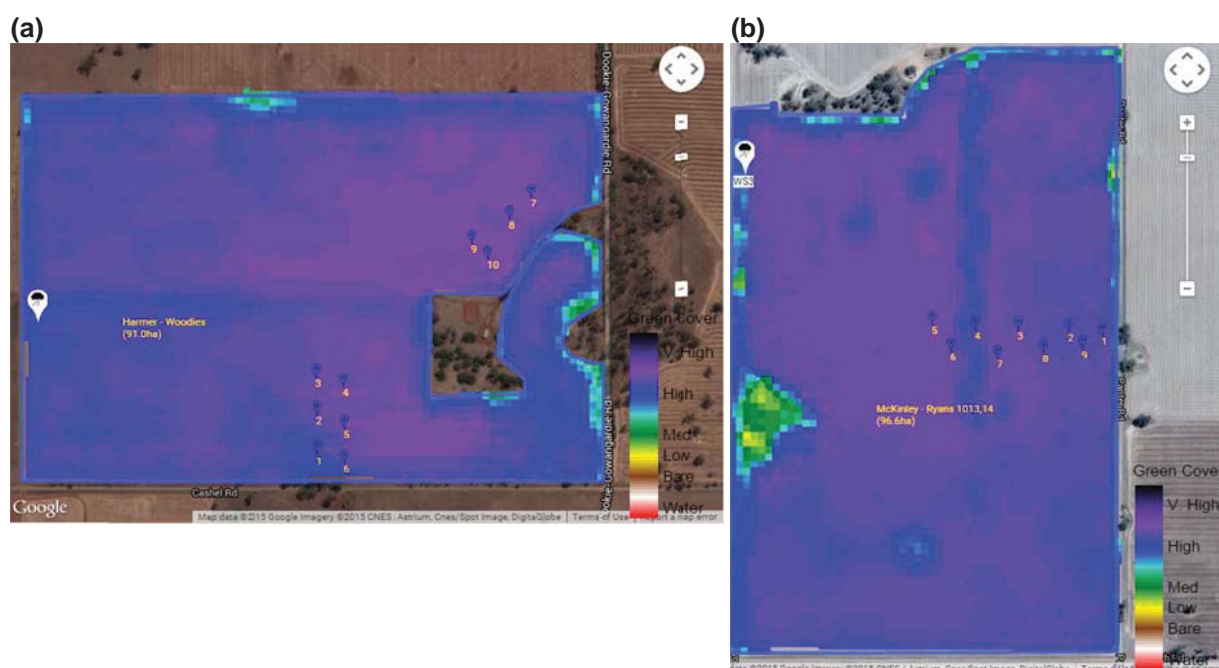 (a)
Dookie-Gowangardie Rd
7
8
9
10
Harmer - Woodies
(91.0ha)
3
4
2
5
1
6
Green Cover
V. High
High
Med
Low
Bare
Water
Cashel Rd
Google
Map data ©2015 Google Imagery ©2015 CNES, Astrium, Cnes/Spot Image, DigitalGlobe
Terms of Use
Report a map error
(b)
WS3
5
4
3
2
1
6
7
8
9
McKinley - Ryans 1013,14
(96.6ha)
Green Cover
V. High
High
Med
Low
Bare
Water